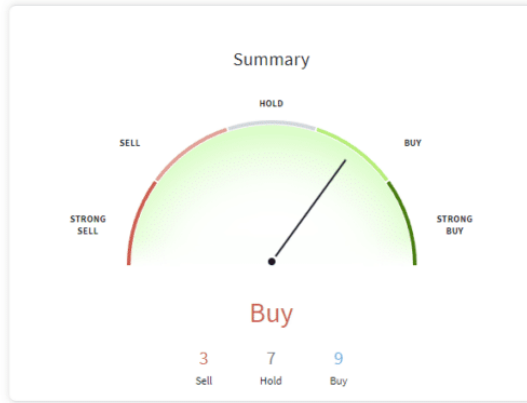 Summary
HOLD
SELL
BUY
STRONG
SELL
STRONG
BUY
Buy
3
7
9
Sell
Hold
Buy